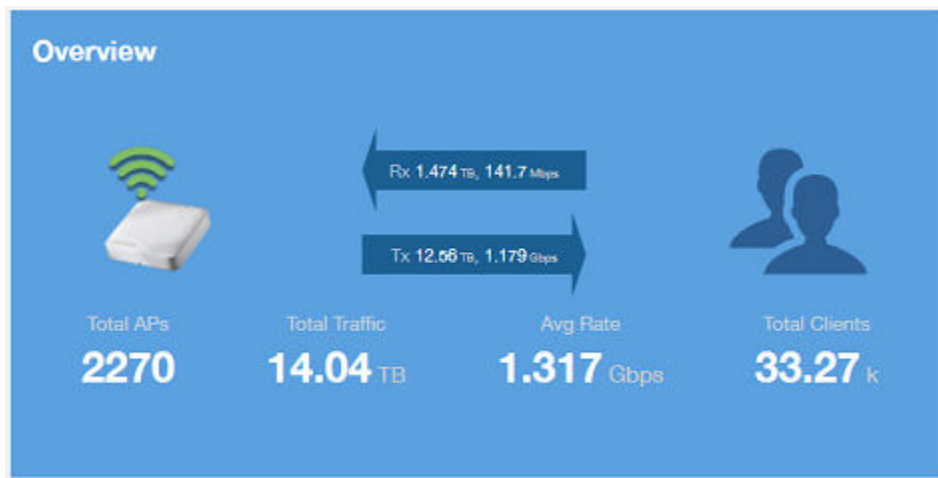 Overview
Rx 1.474 TB, 141.7 Mbps
Tx 12.56 TB, 1.179 Gbps
Total APs Total Traffic Avg Rate Total Clients
2270 14.04 TB 1.317 Gbps 33.27 k